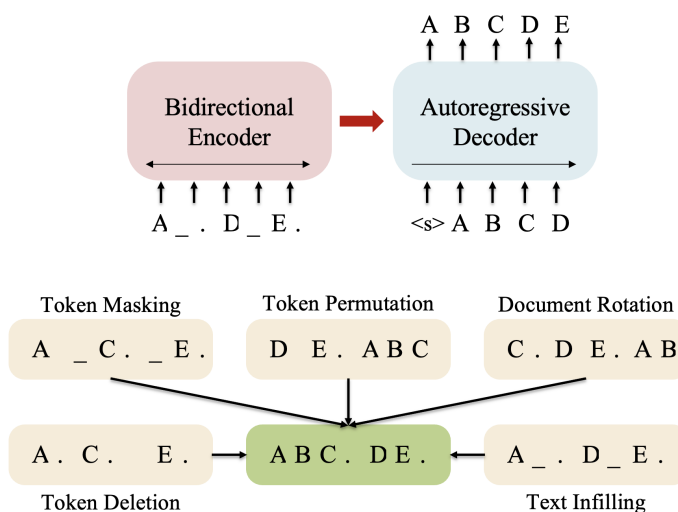 A B C D E
Bidirectional
Encoder
Autoregressive
Decoder
A _ . D _ E .
<s> A B C D
Token Masking
Token Permutation
Document Rotation
A _ C . _ E .
D E . A B C
C . D E . A B
A . C . E .
A B C . D E .
A _ . D _ E .
Token Deletion
Text Infilling